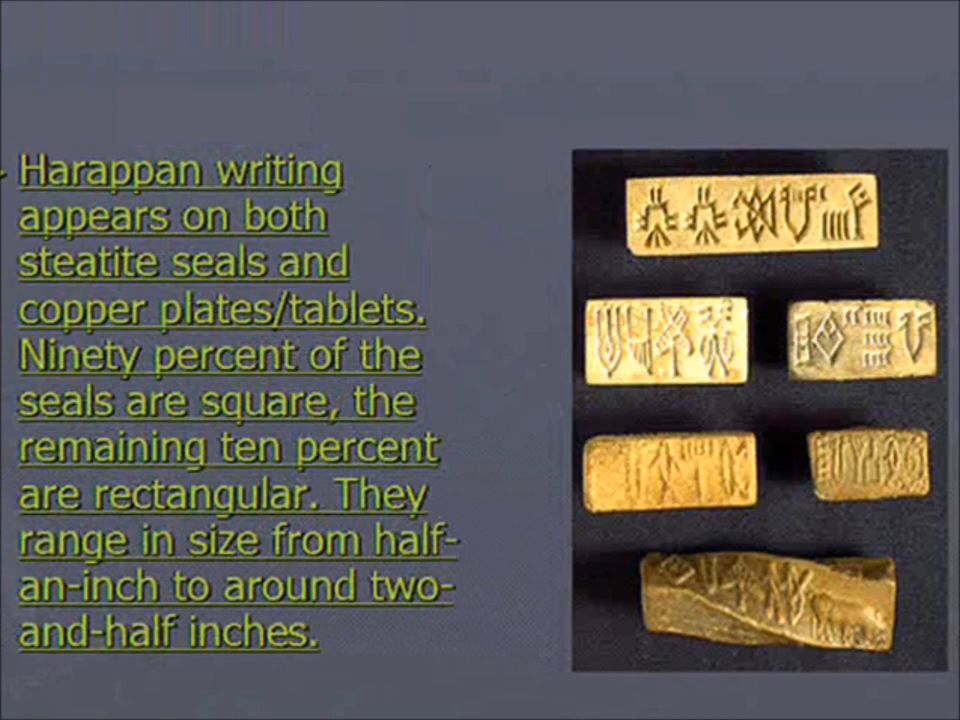 Harappan writing
appears on both
steatite seals and
copper plates/tablets.
Ninety percent of the
seals are square, the
remaining ten percent
are rectangular. They
range in size from half-
an-inch to around two-
and-half inches.